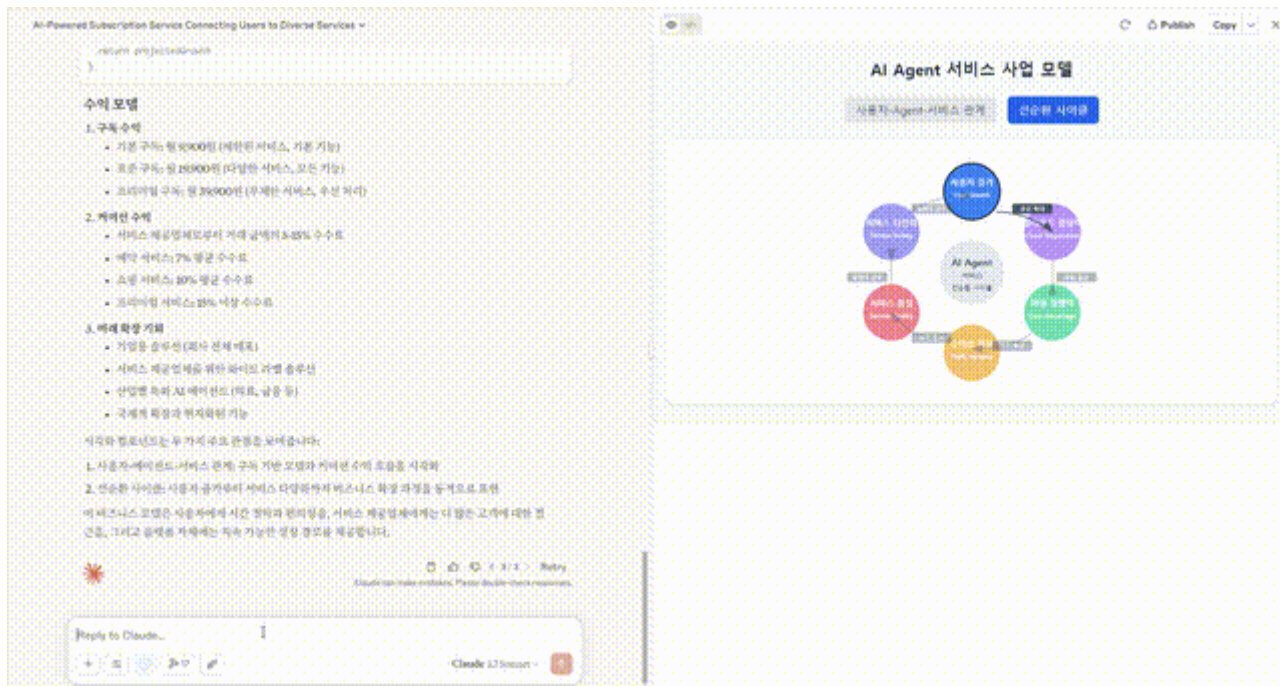 AI-Powered Subscription Service Connecting Users to Diverse Services
return projectedGrowth
}
수익 모델
1. 구독 수익
기본 구독: 월 9,900원 (제한된 서비스, 기본 기능)
표준 구독: 월 19,900원 (다양한 서비스, 모든 기능)
프리미엄 구독: 월 39,900원 (무제한 서비스, 우선 처리)
2. 커미션 수익
서비스 제공업체로부터 거래 금액의 5-15% 수수료
예약 서비스: 7% 평균 수수료
쇼핑 서비스: 10% 평균 수수료
프리미엄 서비스: 15% 이상 수수료
3. 미래 확장 기회
기업용 솔루션 (회사 전체 배포)
서비스 제공업체를 위한 화이트 라벨 솔루션
산업별 특화 AI 에이전트 (의료, 금융 등)
국제적 확장과 현지화된 기능
시각화 컴포넌트는 두 가지 주요 관점을 보여줍니다:
1. 사용자-에이전트-서비스 관계: 구독 기반 모델과 커미션 수익 흐름을 시각화
2. 선순환 사이클: 사용자 증가부터 서비스 다양화까지 비즈니스 확장 과정을 동적으로 표현
이 비즈니스 모델은 사용자에게 시간 절약과 편의성을, 서비스 제공업체에게는 더 많은 고객에 대한 접
근을, 그리고 플랫폼 자체에는 지속 가능한 성장 경로를 제공합니다.
Retry
Claude can make mistakes. Please double-check responses.
Reply to Claude...
Claude 3.7 Sonnet
Publish
Copy
AI Agent 서비스 사업 모델
사용자-Agent-서비스 관계
선순환 사이클
사용자 증가
AI Agent
서비스
선순환 사이클
서비스 품질